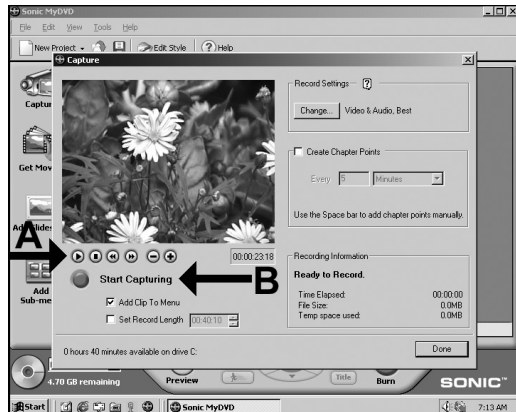 Sonic MyDVD
File Edit View Tools Help
New Project Edit Style ? Help
Capture
Captur
Get Mov
Add Slides
Add
Sub-me
A
B
00:00:23:18
Start Capturing
Add Clip To Menu
Set Record Length 00:40:10
0 hours 40 minutes available on drive C:
Record Settings ?
Change... Video & Audio, Best
Create Chapter Points
Every 5 Minutes
Use the Space bar to add chapter points manually.
Recording Information
Ready to Record.
Time Elapsed: 00:00:00
File Size: 0.0MB
Temp space used: 0.0MB
Done
4.70 GB remaining
Preview
Title
Burn
SONIC™
Start Sonic MyDVD 7:13 AM